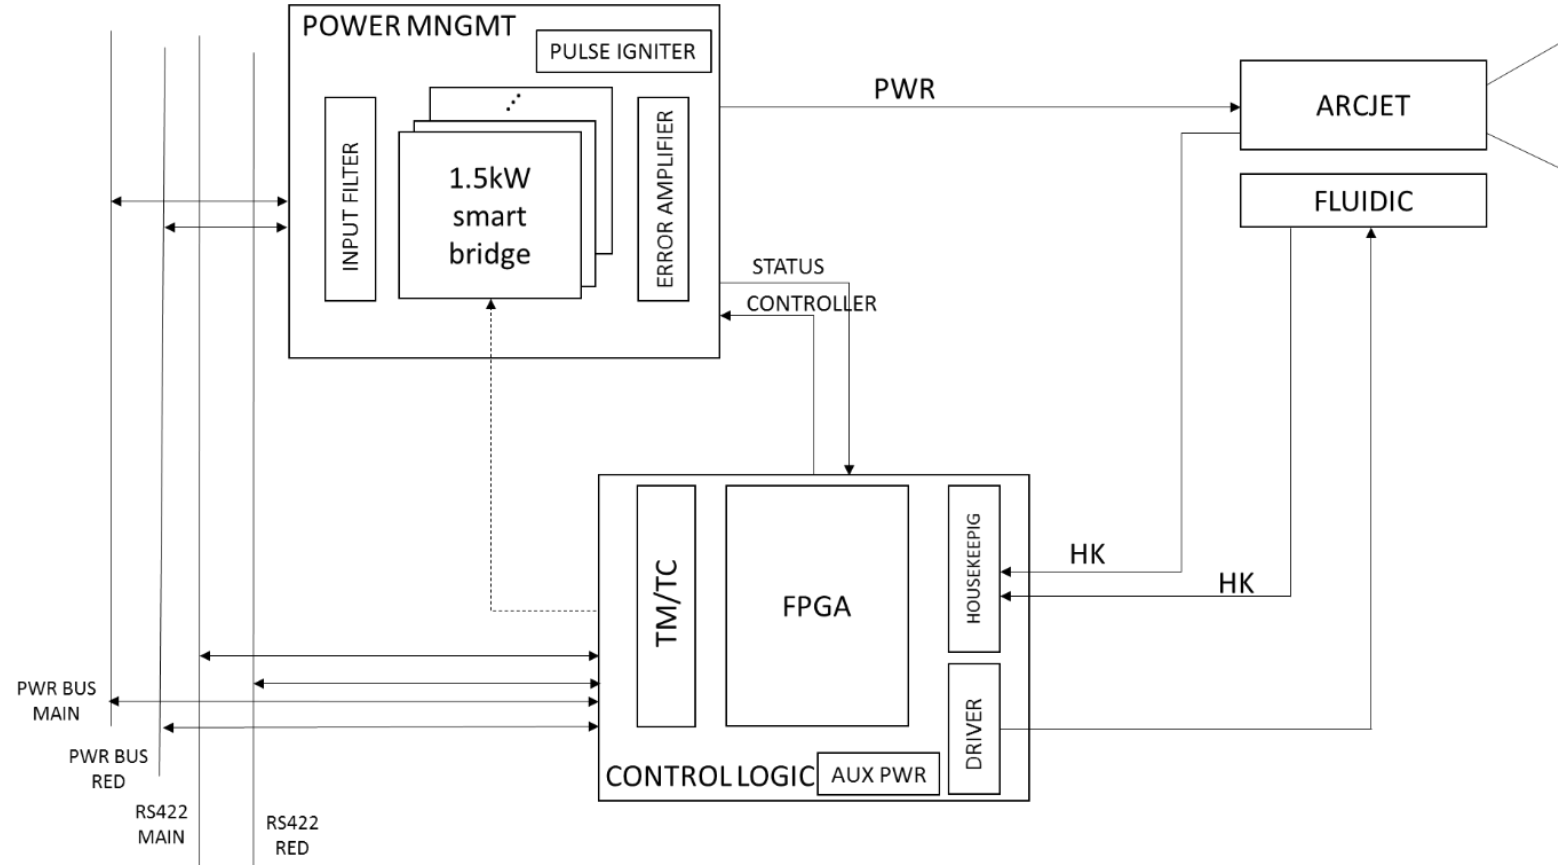 POWER MNGMT
PULSE IGNITER
INPUT FILTER
1.5kW
smart
bridge
ERROR AMPLIFIER
PWR
ARCJET
FLUIDIC
STATUS
CONTROLLER
TM/TC
FPGA
HOUSEKEEPIG
HK
HK
DRIVER
CONTROL LOGIC
AUX PWR
PWR BUS
MAIN
PWR BUS
RED
RS422
MAIN
RS422
RED